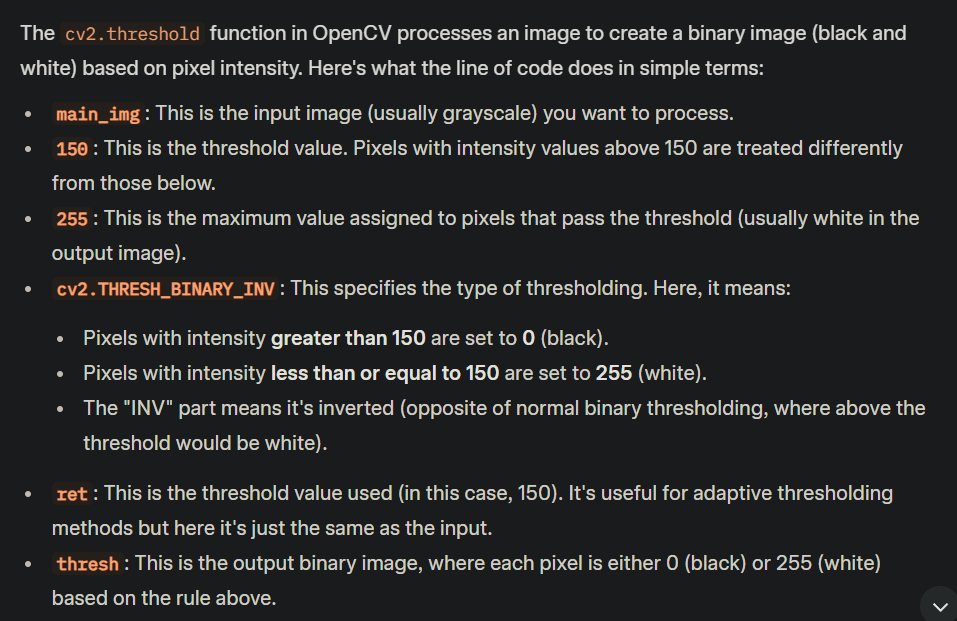 The cv2.threshold function in OpenCV processes an image to create a binary image (black and
white) based on pixel intensity. Here's what the line of code does in simple terms:
• main_img: This is the input image (usually grayscale) you want to process.
• 150: This is the threshold value. Pixels with intensity values above 150 are treated differently
from those below.
• 255: This is the maximum value assigned to pixels that pass the threshold (usually white in the
output image).
• cv2.THRESH_BINARY_INV: This specifies the type of thresholding. Here, it means:
• Pixels with intensity greater than 150 are set to 0 (black).
• Pixels with intensity less than or equal to 150 are set to 255 (white).
• The "INV" part means it's inverted (opposite of normal binary thresholding, where above the
threshold would be white).
• ret: This is the threshold value used (in this case, 150). It's useful for adaptive thresholding
methods but here it's just the same as the input.
• thresh: This is the output binary image, where each pixel is either 0 (black) or 255 (white)
based on the rule above.